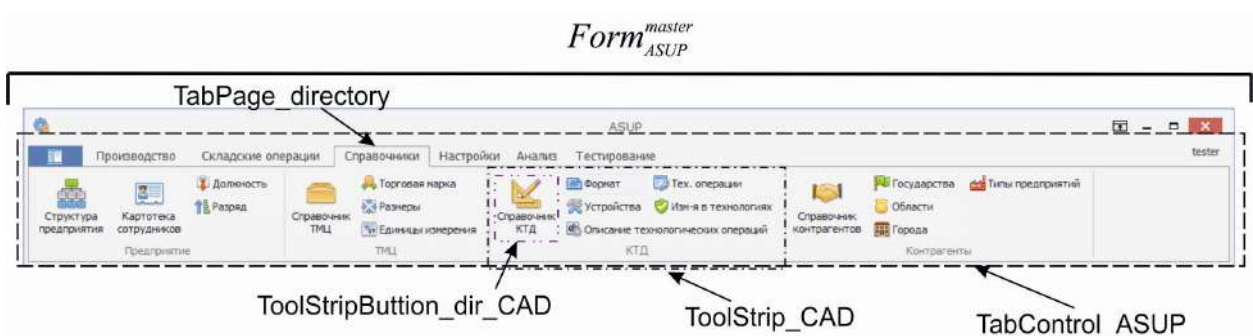 Form master ASUP
TabPage_directory
ASUP
Производство Складские операции Справочники Настройки Анализ Тестирование tester
Структура предприятия
Картотека сотрудников
Должность
Разряд
Предприятие
Справочник ТМЦ
Торговая марка
Размеры
Единицы измерения
ТМЦ
Справочник КТД
Формат Тех. операции
Устройства Изм-я в технологиях
Описание технологических операций
КТД
Справочник контрагентов
Государства Типы предприятий
Области
Города
Контрагенты
ToolStripButtion_dir_CAD
ToolStrip_CAD
TabControl_ASUP